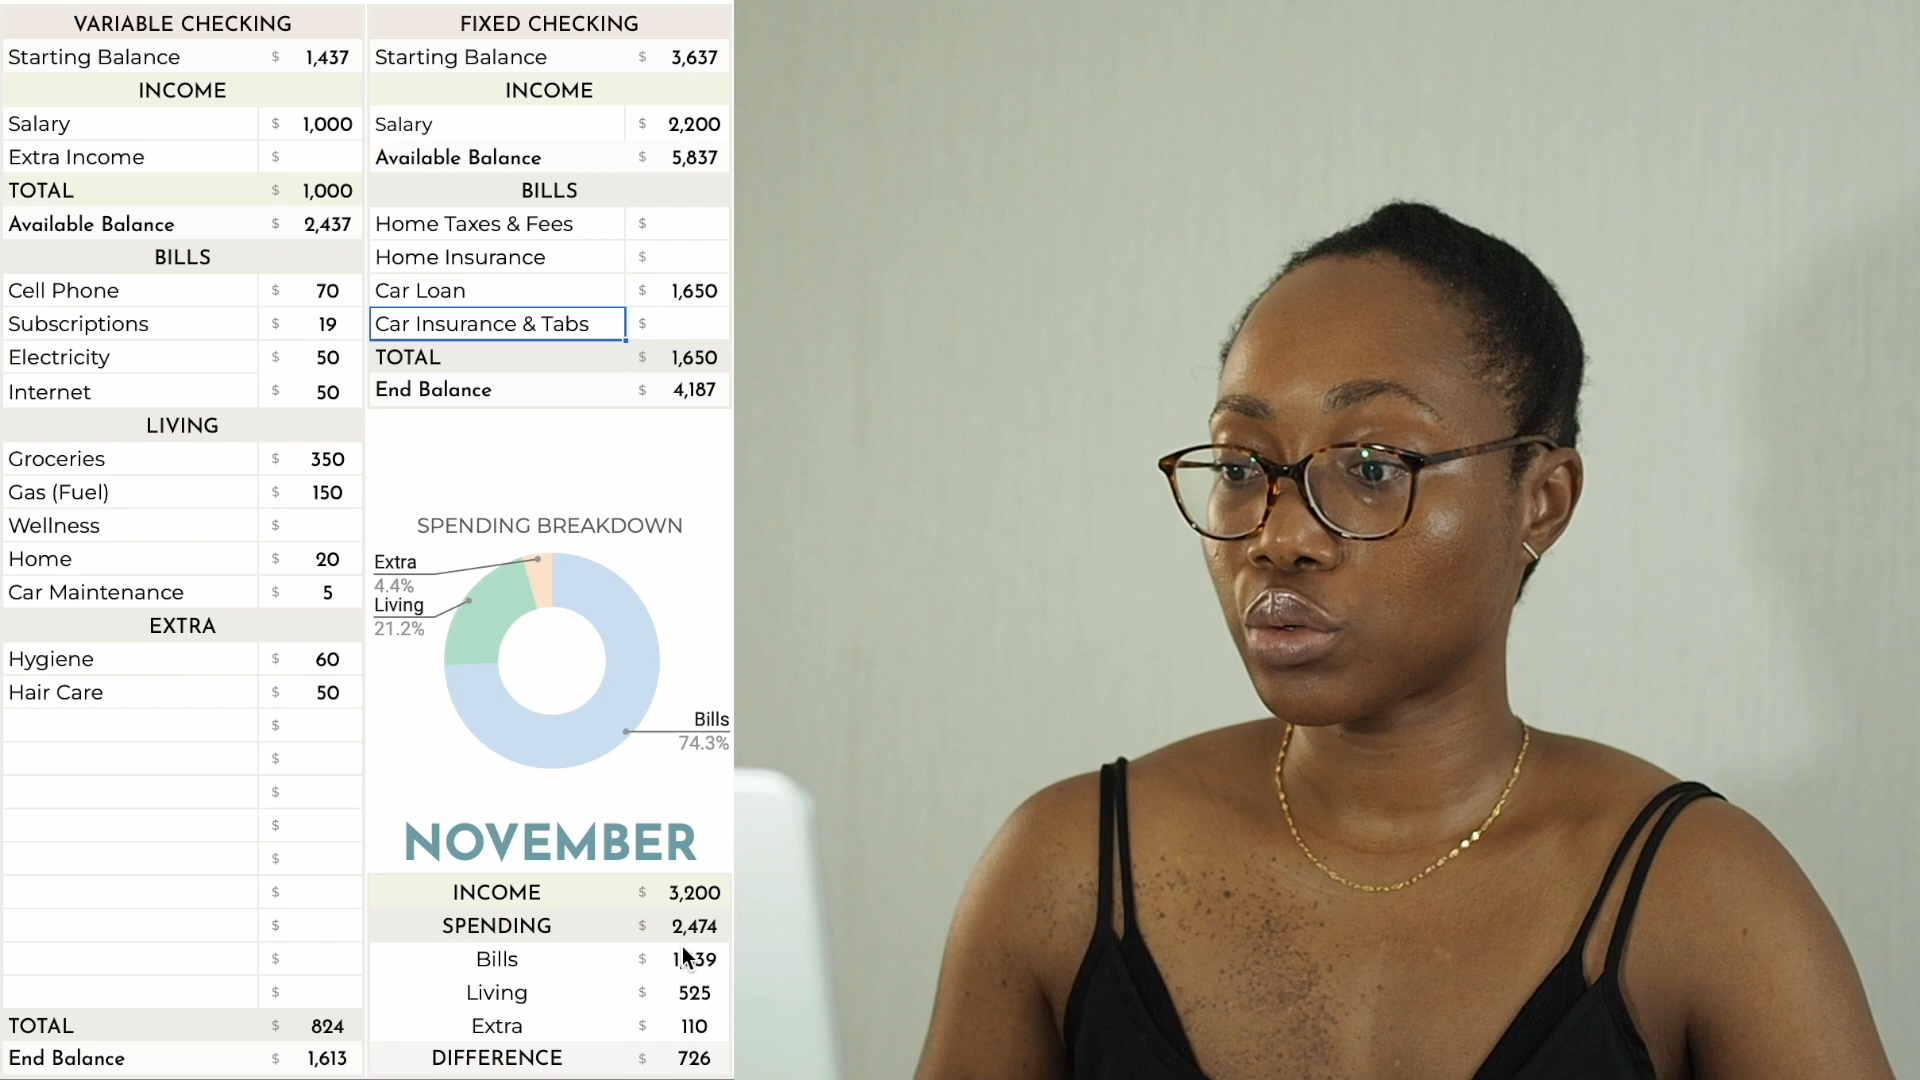 VARIABLE CHECKING
Starting Balance $ 1,437
INCOME
Salary $ 1,000
Extra Income $
TOTAL $ 1,000
Available Balance $ 2,437
BILLS
Cell Phone $ 70
Subscriptions $ 19
Electricity $ 50
Internet $ 50
LIVING
Groceries $ 350
Gas (Fuel) $ 150
Wellness $
Home $ 20
Car Maintenance $ 5
EXTRA
Hygiene $ 60
Hair Care $ 50
$
$
$
$
$
$
$
$
$
TOTAL $ 824
End Balance $ 1,613
FIXED CHECKING
Starting Balance $ 3,637
INCOME
Salary $ 2,200
Available Balance $ 5,837
BILLS
Home Taxes & Fees $
Home Insurance $
Car Loan $ 1,650
Car Insurance & Tabs $
TOTAL $ 1,650
End Balance $ 4,187
SPENDING BREAKDOWN
Extra
4.4%
Living
21.2%
Bills
74.3%
NOVEMBER
INCOME $ 3,200
SPENDING $ 2,474
Bills $
Living $ 525
Extra $ 110
DIFFERENCE $ 726